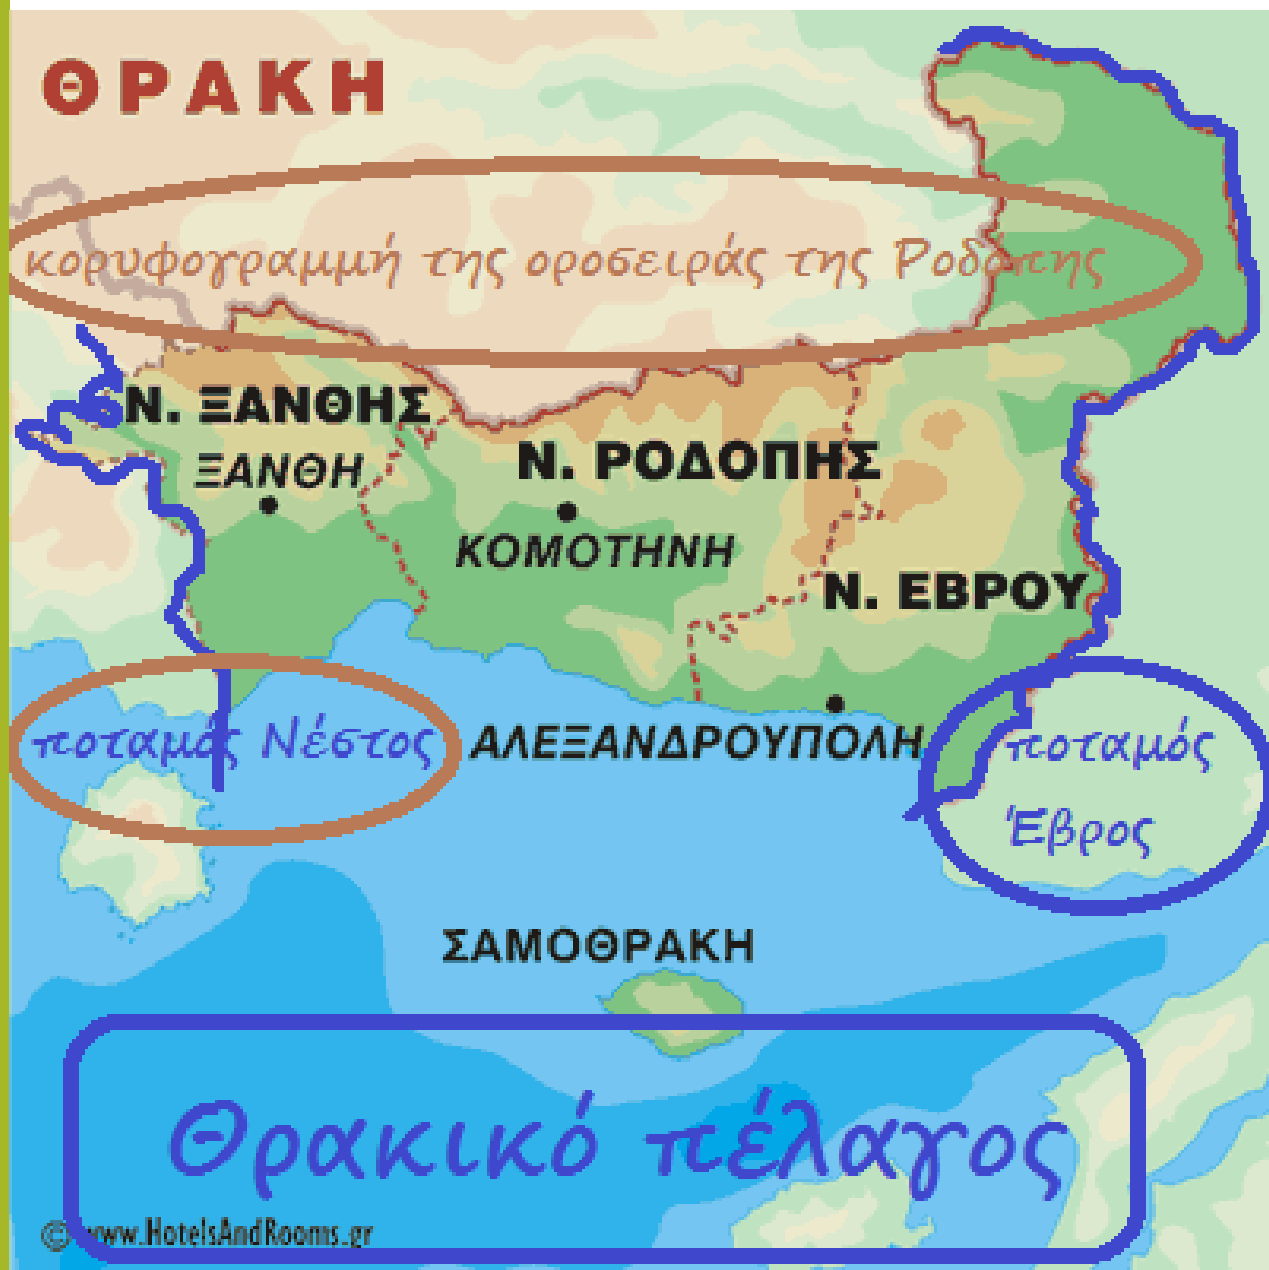 ΘΡΑΚΗ
κορυφογραμμή της οροσειράς της Ροδόπης
Ν. ΞΑΝΘΗΣ
ΞΑΝΘΗ
Ν. ΡΟΔΟΠΗΣ
ΚΟΜΟΤΗΝΗ
Ν. ΕΒΡΟΥ
ποταμός Νέστος
ΑΛΕΞΑΝΔΡΟΥΠΟΛΗ
ποταμός
Έβρος
ΣΑΜΟΘΡΑΚΗ
Θρακικό πέλαγος
© www.HotelsAndRooms.gr